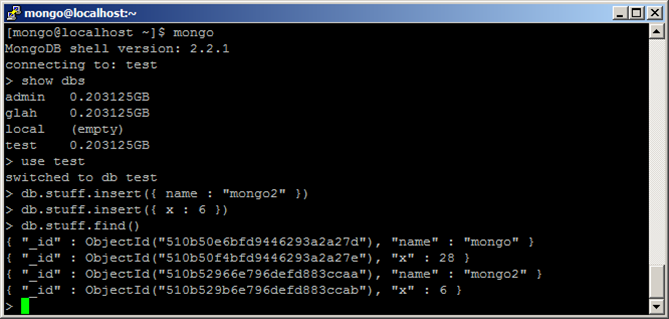 mongo@localhost:~
[mongo@localhost ~]$ mongo
MongoDB shell version: 2.2.1
connecting to: test
> show dbs
admin   0.203125GB
glah    0.203125GB
local   (empty)
test    0.203125GB
> use test
switched to db test
> db.stuff.insert({ name : "mongo2" })
> db.stuff.insert({ x : 6 })
> db.stuff.find()
{ "_id" : ObjectId("510b50e6bfd9446293a2a27d"), "name" : "mongo" }
{ "_id" : ObjectId("510b50f4bfd9446293a2a27e"), "x" : 28 }
{ "_id" : ObjectId("510b52966e796defd883ccaa"), "name" : "mongo2" }
{ "_id" : ObjectId("510b529b6e796defd883ccab"), "x" : 6 }
>